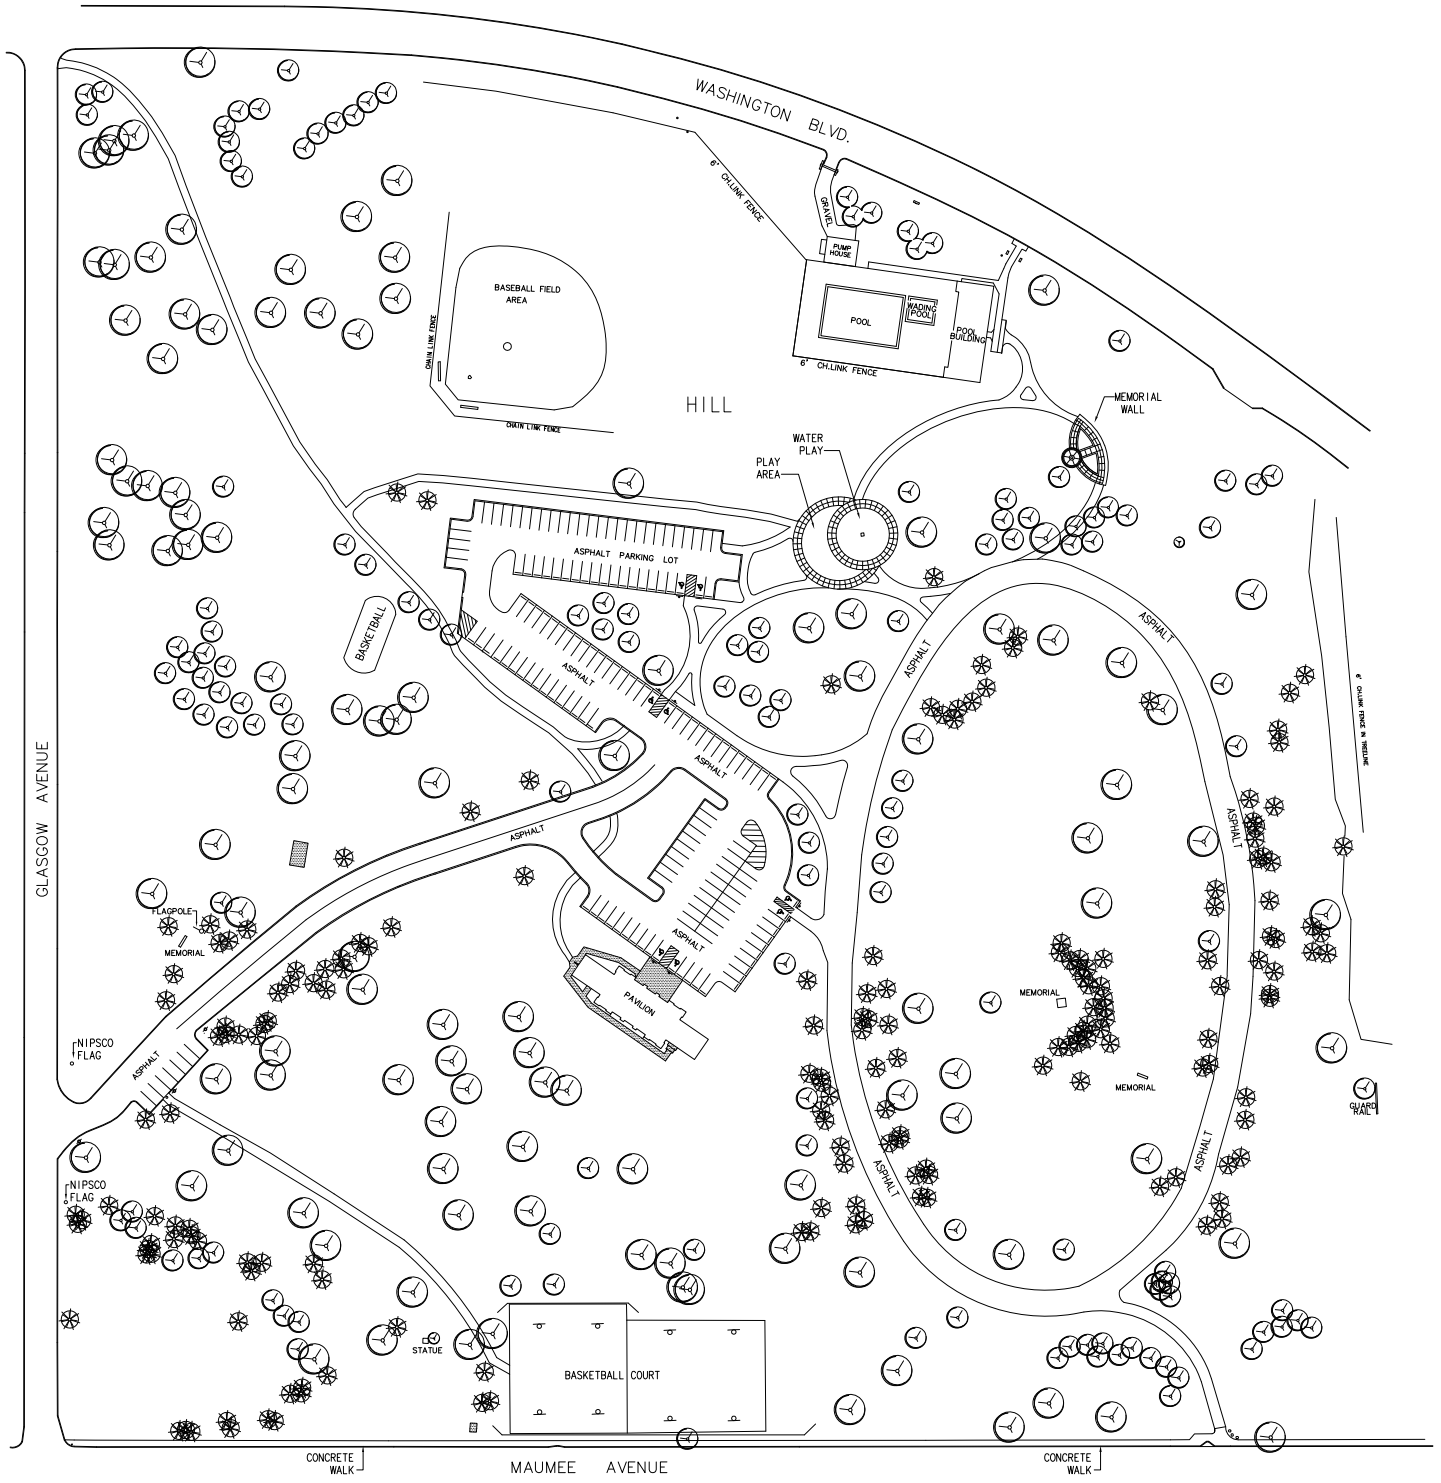 WASHINGTON BLVD.
6' CH.LINK FENCE
GRAVEL
PUMP
HOUSE
BASEBALL FIELD
AREA
CHAIN LINK FENCE
CHAIN LINK FENCE
POOL
WADING
POOL
POOL
BUILDING
6' CH.LINK FENCE
HILL
MEMORIAL
WALL
WATER
PLAY
PLAY
AREA
ASPHALT PARKING LOT
BASKETBALL
ASPHALT
ASPHALT
ASPHALT
ASPHALT
6' CH.LINK FENCE IN TREELINE
GLASGOW AVENUE
ASPHALT
ASPHALT
ASPHALT
FLAGPOLE
MEMORIAL
PAVILION
MEMORIAL
NIPSCO
FLAG
ASPHALT
MEMORIAL
GUARD
RAIL
ASPHALT
ASPHALT
NIPSCO
FLAG
STATUE
BASKETBALL COURT
CONCRETE
WALK
MAUMEE AVENUE
CONCRETE
WALK